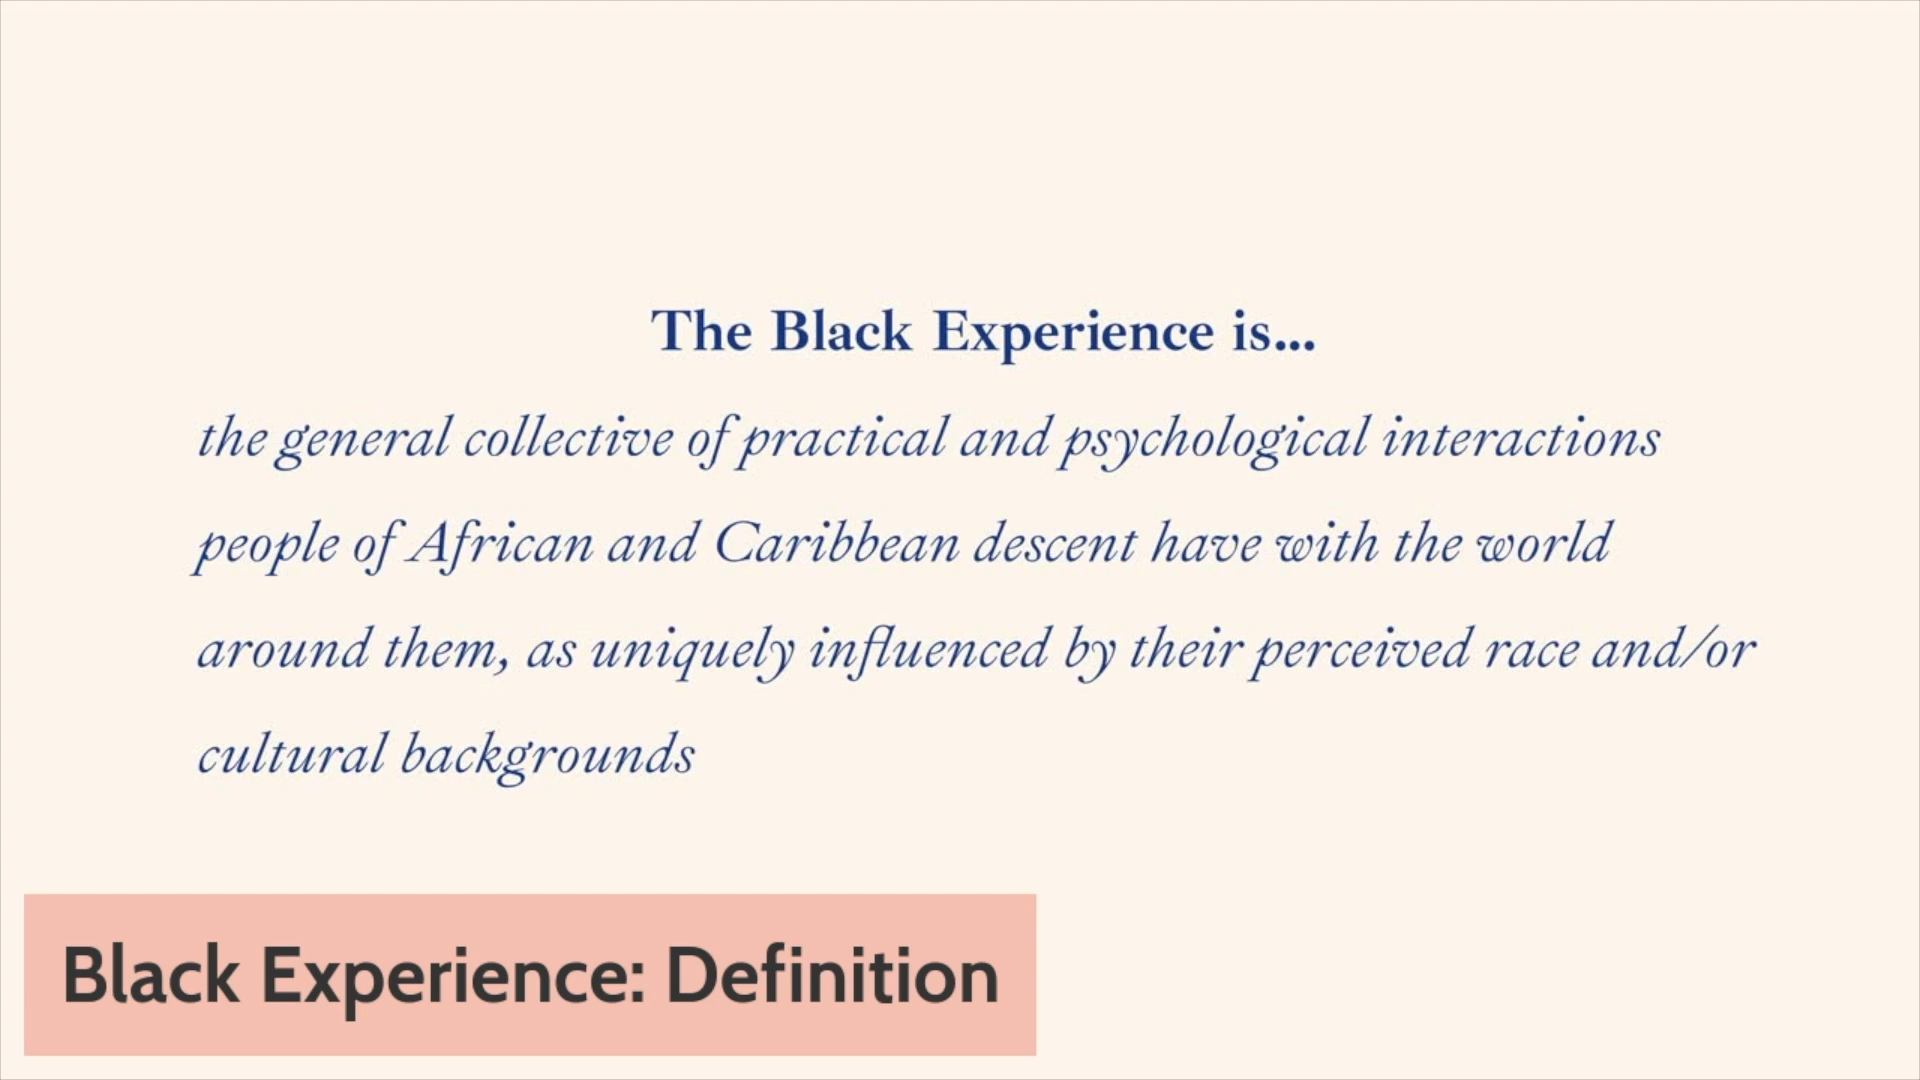 The Black Experience is...
the general collective of practical and psychological interactions
people of African and Caribbean descent have with the world
around them, as uniquely influenced by their perceived race and/or
cultural backgrounds
Black Experience: Definition